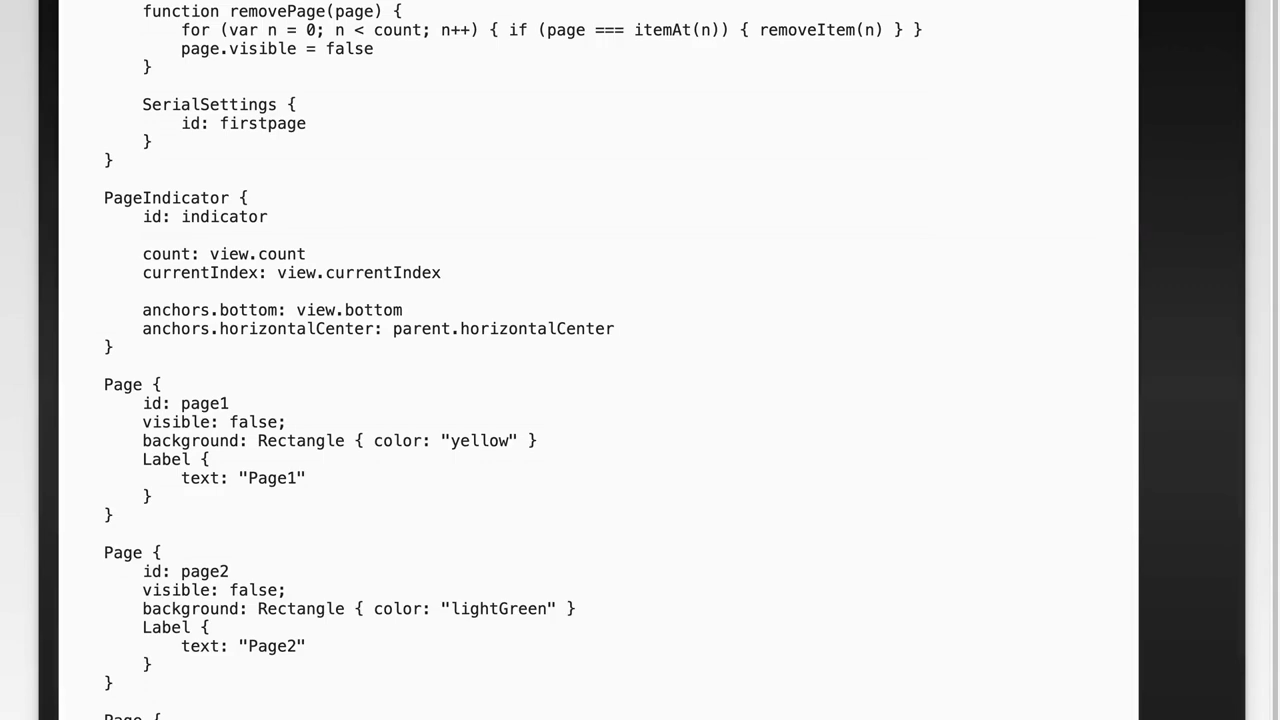 function removePage(page) {
for (var n = 0; n < count; n++) { if (page === itemAt(n)) { removeItem(n) } }
page.visible = false
}
SerialSettings {
id: firstpage
}
}
PageIndicator {
id: indicator
count: view.count
currentIndex: view.currentIndex
anchors.bottom: view.bottom
anchors.horizontalCenter: parent.horizontalCenter
}
Page {
id: page1
visible: false;
background: Rectangle { color: "yellow" }
Label {
text: "Page1"
}
}
Page {
id: page2
visible: false;
background: Rectangle { color: "lightGreen" }
Label {
text: "Page2"
}
}
Page {